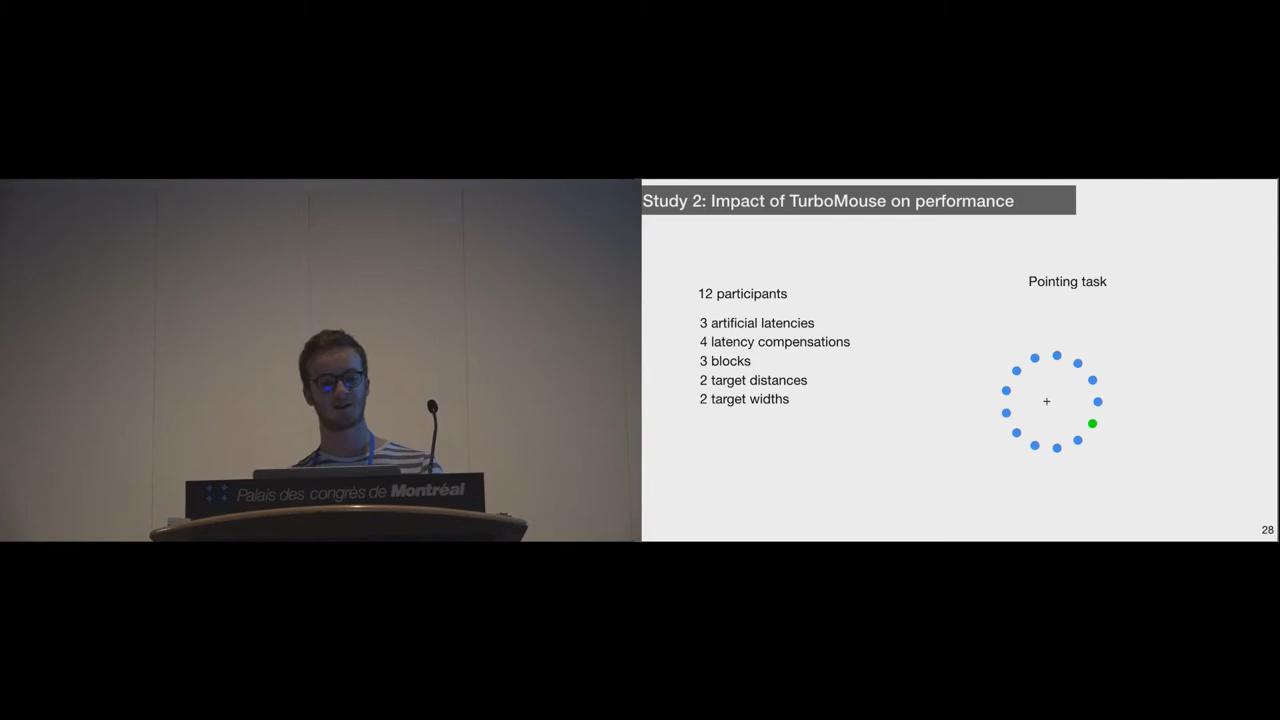 Study 2: Impact of TurboMouse on performance
12 participants
3 artificial latencies
4 latency compensations
3 blocks
2 target distances
2 target widths
Pointing task
28
Palais des congrès de Montréal